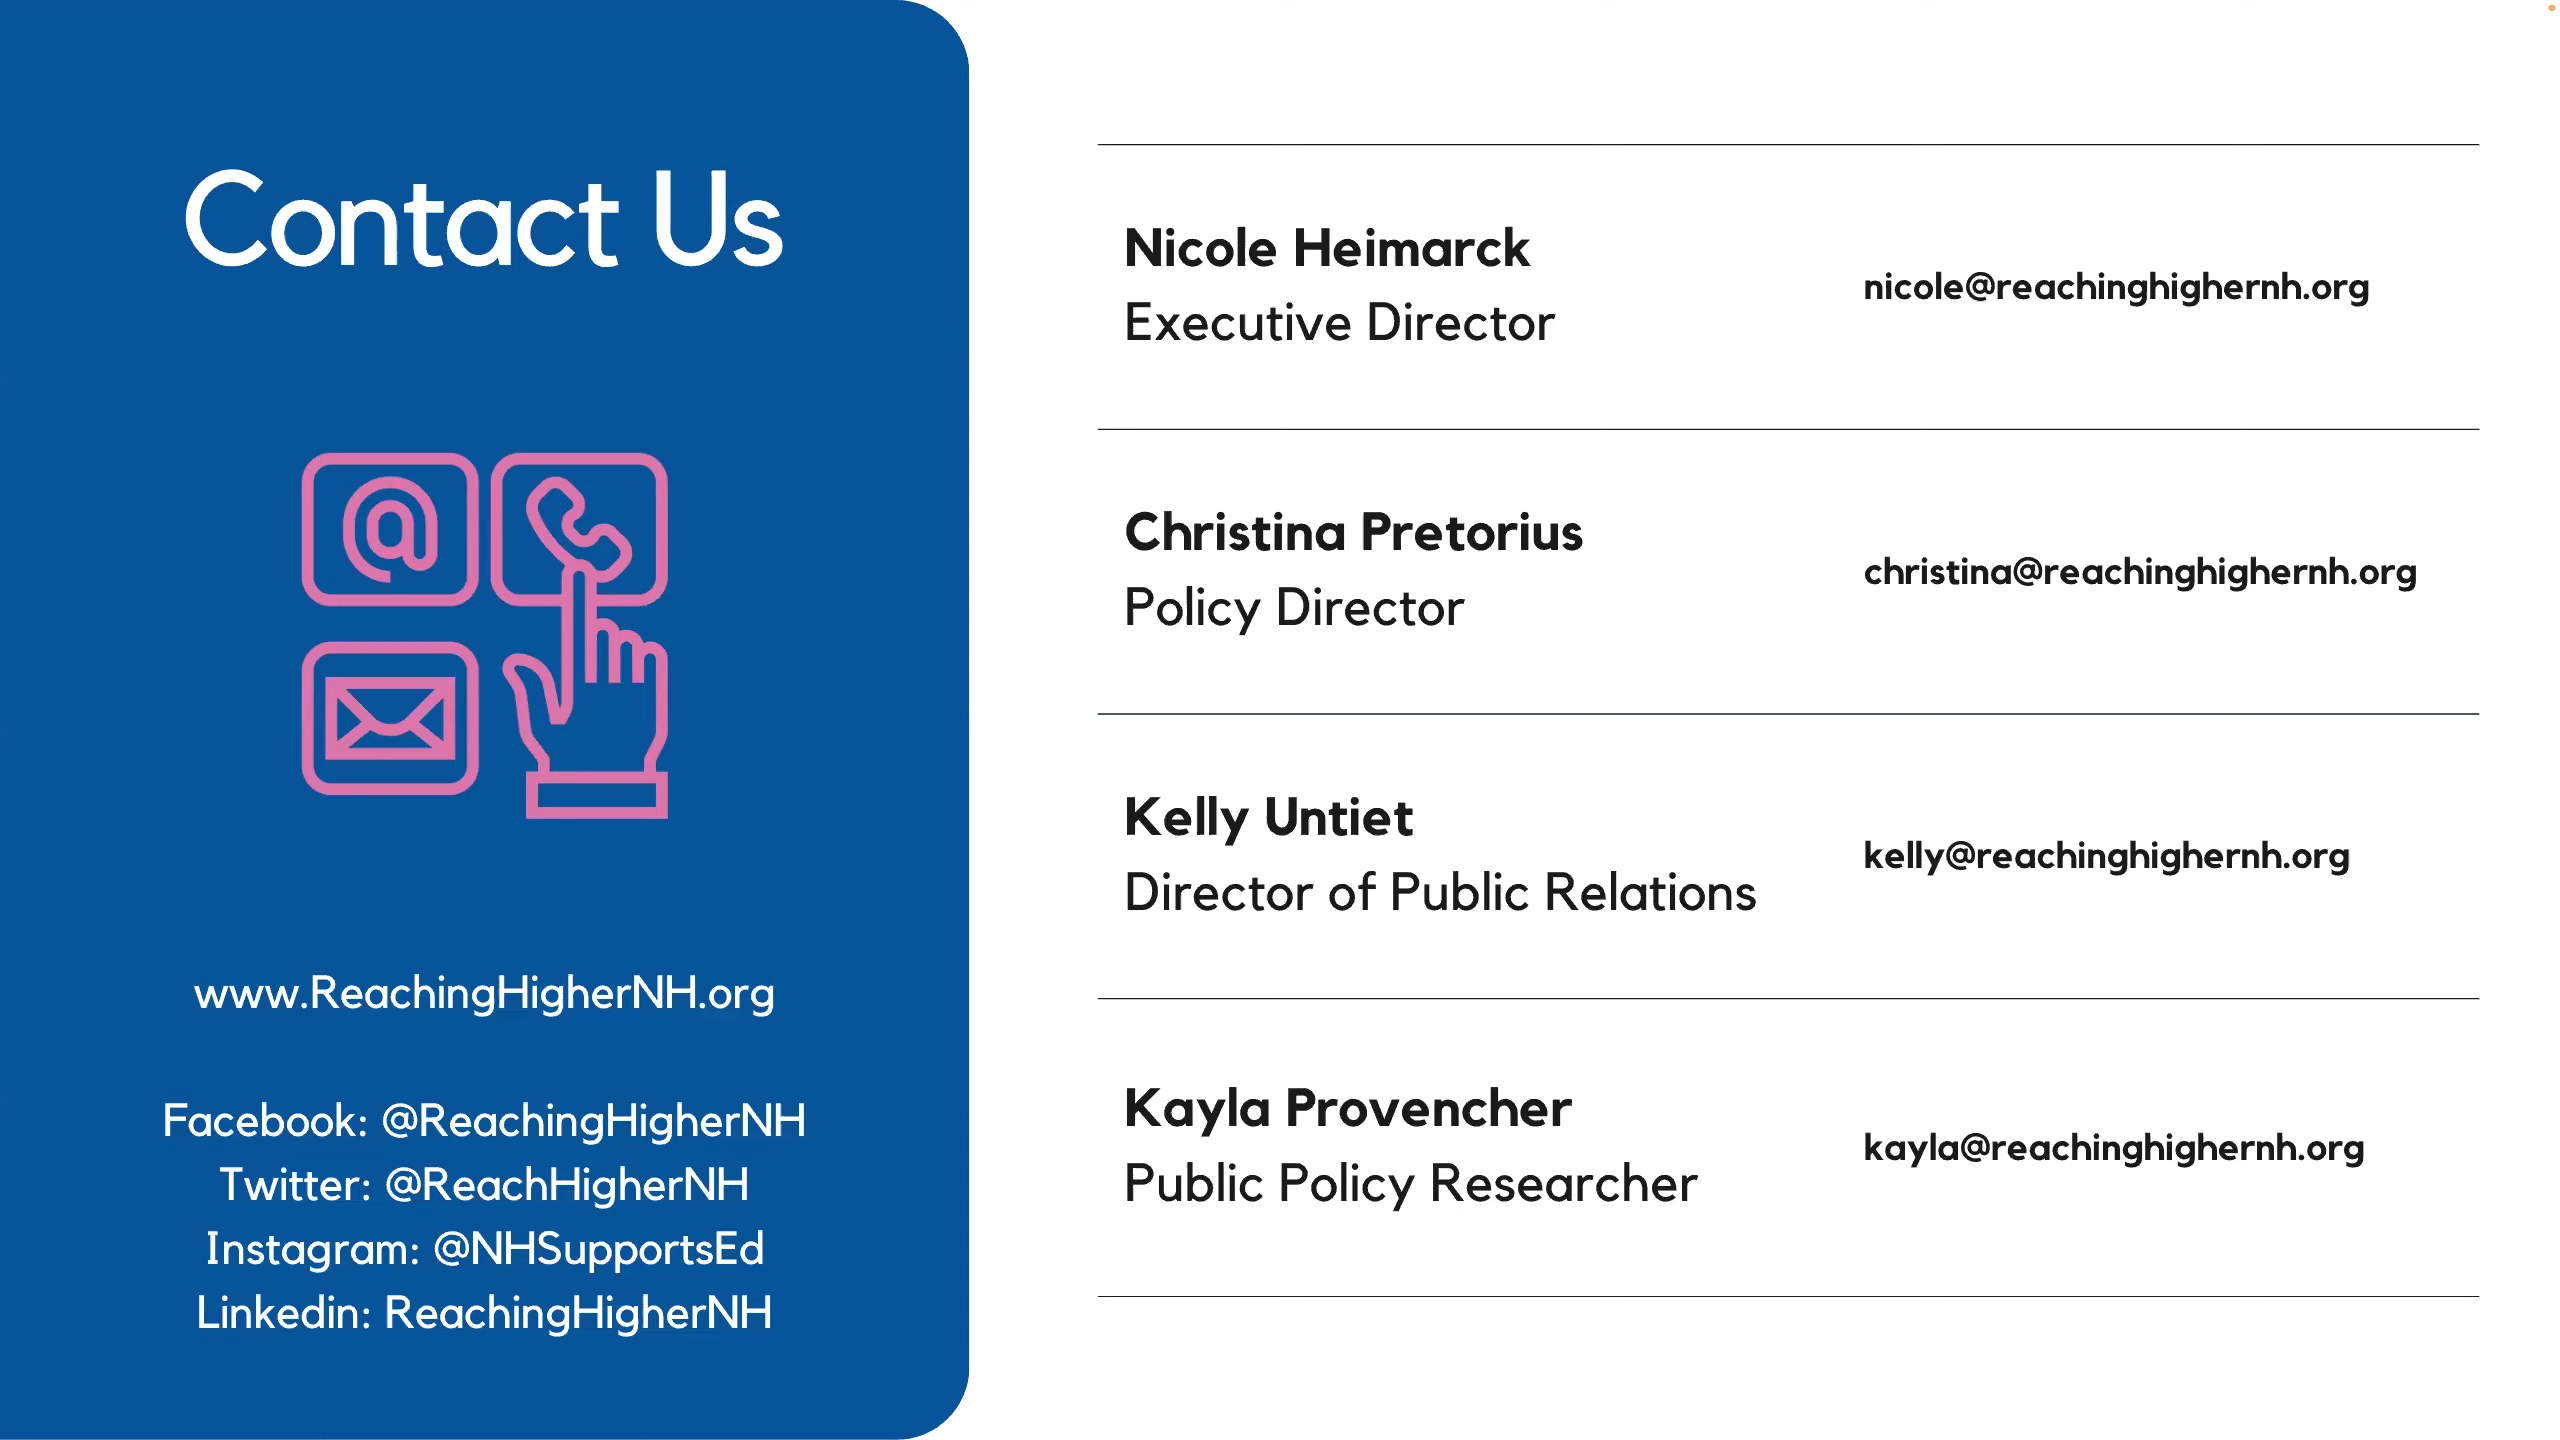 Contact Us
www.ReachingHigherNH.org
Facebook: @ReachingHigherNH
Twitter: @ReachHigherNH
Instagram: @NHSupportsEd
Linkedin: ReachingHigherNH
Nicole Heimarck
Executive Director
nicole@reachinghighernh.org
Christina Pretorius
Policy Director
christina@reachinghighernh.org
Kelly Untiet
Director of Public Relations
kelly@reachinghighernh.org
Kayla Provencher
Public Policy Researcher
kayla@reachinghighernh.org